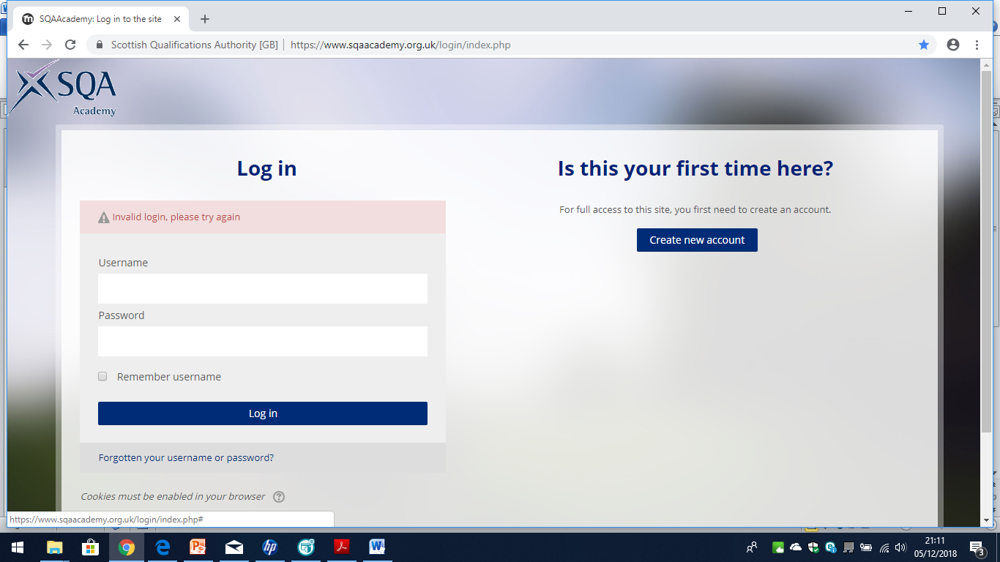 SQAAcademy: Log in to the site
Scottish Qualifications Authority [GB] | https://www.sqaacademy.org.uk/login/index.php
SQA
Academy
Log in
Invalid login, please try again
Username
Password
Remember username
Log in
Forgotten your username or password?
Cookies must be enabled in your browser
Is this your first time here?
For full access to this site, you first need to create an account.
Create new account
https://www.sqaacademy.org.uk/login/index.php#
21:11
05/12/2018
3